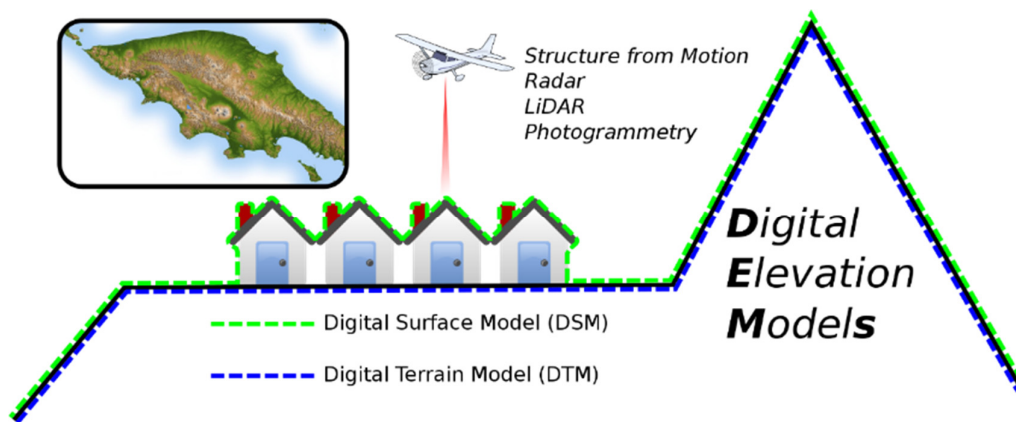 Structure from Motion
Radar
LiDAR
Photogrammetry
Digital
Elevation
Models
Digital Surface Model (DSM)
Digital Terrain Model (DTM)